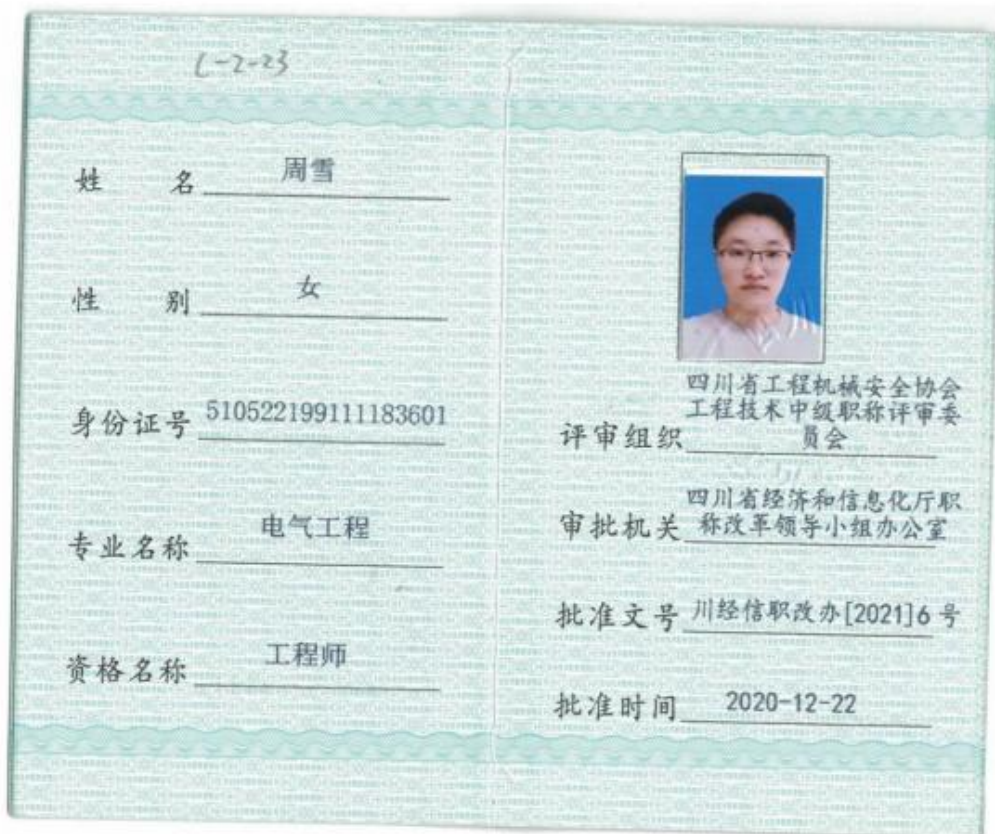 L-2-23
姓 名 周雪
性 别 女
身份证号 510522199111183601
专业名称 电气工程
资格名称 工程师
四川省工程机械安全协会
工程技术中级职称评审委
评审组织 员会
四川省经济和信息化厅职
审批机关 称改革领导小组办公室
批准文号 川经信职改办[2021]6 号
批准时间 2020-12-22